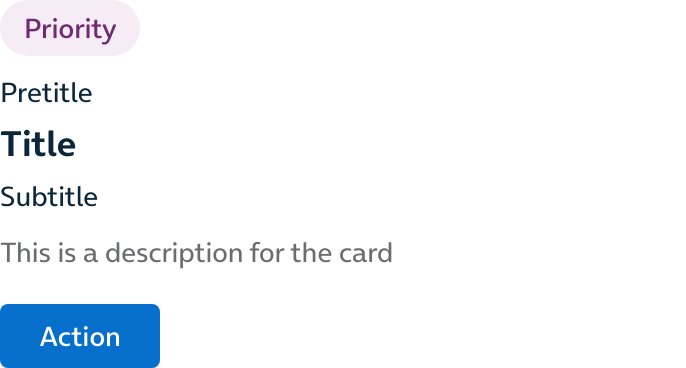 Priority
Pretitle
Title
Subtitle
This is a description for the card
Action